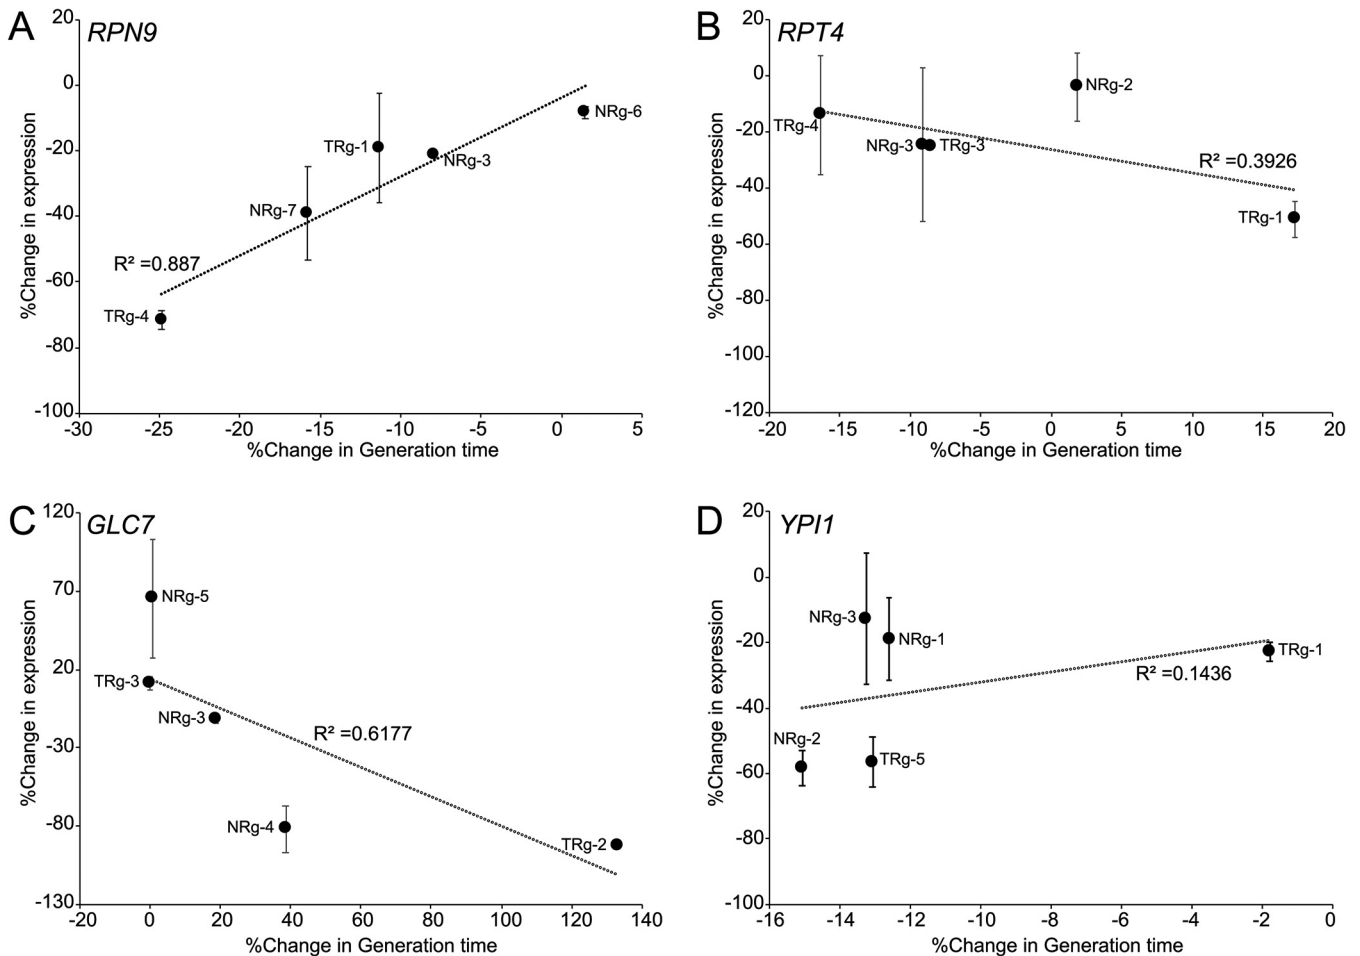 A
RPN9
20
0
-20
-40
-60
-80
-100
%Change in expression
NRg-6
TRg-1
NRg-3
NRg-7
R² =0.887
TRg-4
-30
-25
-20
-15
-10
-5
0
5
%Change in Generation time
B
RPT4
20
0
-20
-40
-60
-80
-100
-120
%Change in expression
NRg-2
TRg-4
NRg-3
TRg-3
R² =0.3926
TRg-1
-20
-15
-10
-5
0
5
10
15
20
%Change in Generation time
C
GLC7
120
70
20
-30
-80
-130
%Change in expression
NRg-5
TRg-3
NRg-3
R² =0.6177
NRg-4
TRg-2
-20
0
20
40
60
80
100
120
140
%Change in Generation time
D
YPI1
20
0
-20
-40
-60
-80
-100
%Change in expression
NRg-3
NRg-1
TRg-1
R² =0.1436
NRg-2
TRg-5
-16
-14
-12
-10
-8
-6
-4
-2
0
%Change in Generation time